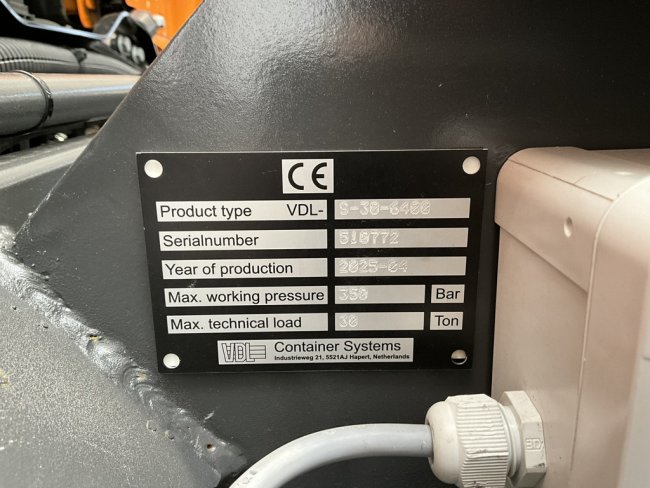 CE
Product type VDL- S-30-6400
Serialnumber 510772
Year of production 2025-04
Max. working pressure 350 Bar
Max. technical load 30 Ton
VDL Container Systems
Industrieweg 21, 5521AJ Hapert, Netherlands